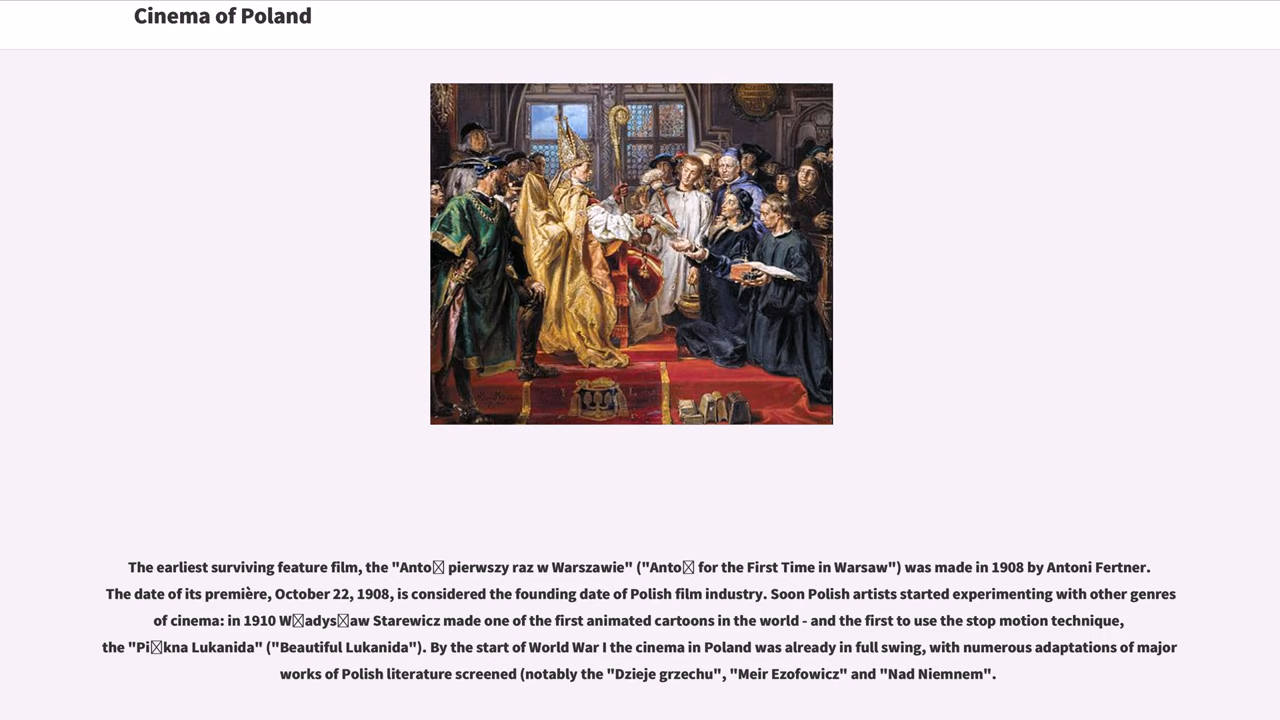 Cinema of Poland
The earliest surviving feature film, the "Anto□ pierwszy raz w Warszawie" ("Anto□ for the First Time in Warsaw") was made in 1908 by Antoni Fertner.
The date of its première, October 22, 1908, is considered the founding date of Polish film industry. Soon Polish artists started experimenting with other genres
of cinema: in 1910 W□adys□aw Starewicz made one of the first animated cartoons in the world - and the first to use the stop motion technique,
the "Pi□kna Lukanida" ("Beautiful Lukanida"). By the start of World War I the cinema in Poland was already in full swing, with numerous adaptations of major
works of Polish literature screened (notably the "Dzieje grzechu", "Meir Ezofowicz" and "Nad Niemnem".